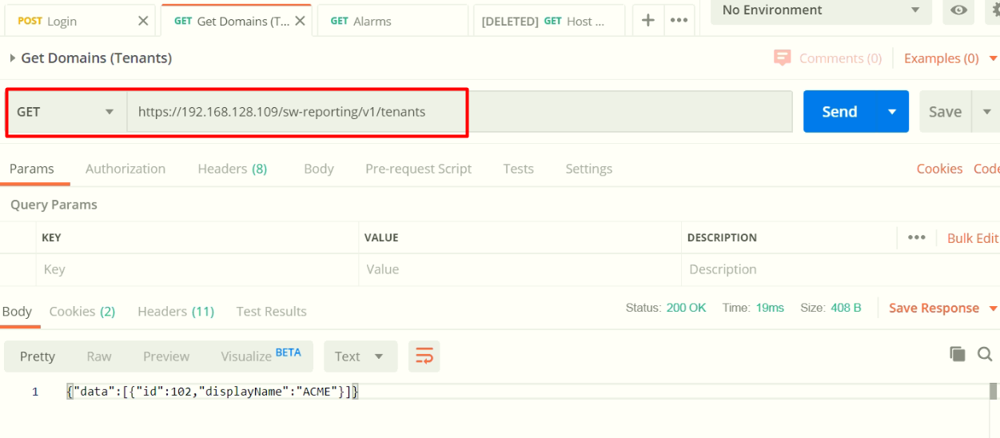 POST Login
GET Get Domains (T...
GET Alarms
[DELETED] GET Host ...
No Environment
Get Domains (Tenants)
Comments (0)
Examples (0)
GET
https://192.168.128.109/sw-reporting/v1/tenants
Send
Save
Params Authorization Headers (8) Body Pre-request Script Tests Settings
Cookies Code
Query Params
KEY VALUE DESCRIPTION
Bulk Edit
Key Value Description
Body Cookies (2) Headers (11) Test Results
Status: 200 OK Time: 19ms Size: 408 B
Save Response
Pretty Raw Preview Visualize BETA
Text
1 {"data":[{"id":102,"displayName":"ACME"}]}